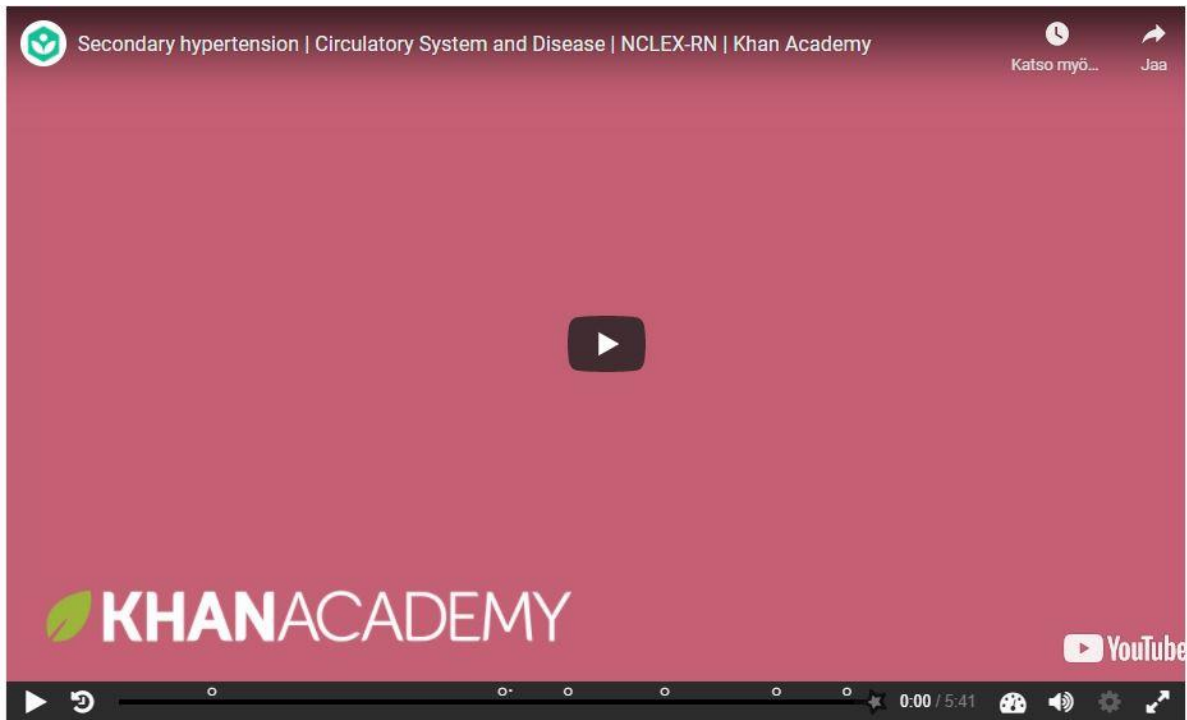 Secondary hypertension | Circulatory System and Disease | NCLEX-RN | Khan Academy
Katso myö...
Jaa
KHANACADEMY
YouTube
0:00 / 5:41